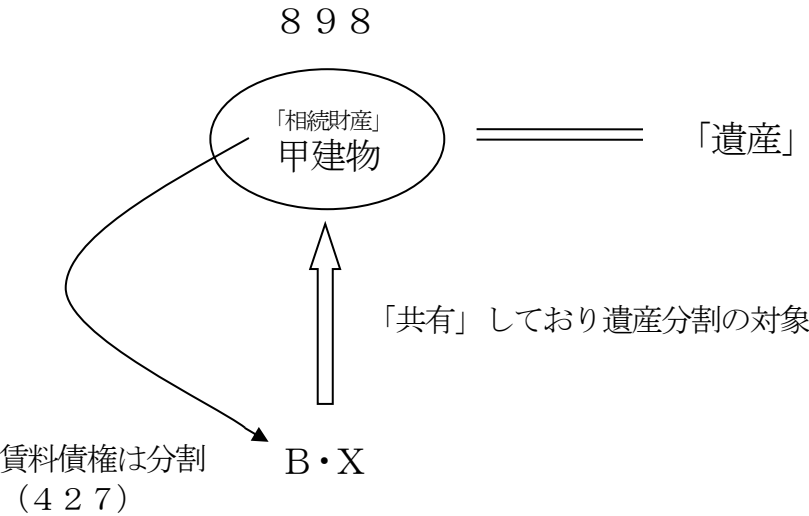 ８９８
「相続財産」
甲建物
「遺産」
「共有」しており遺産分割の対象
賃料債権は分割
（４２７）
Ｂ・Ｘ